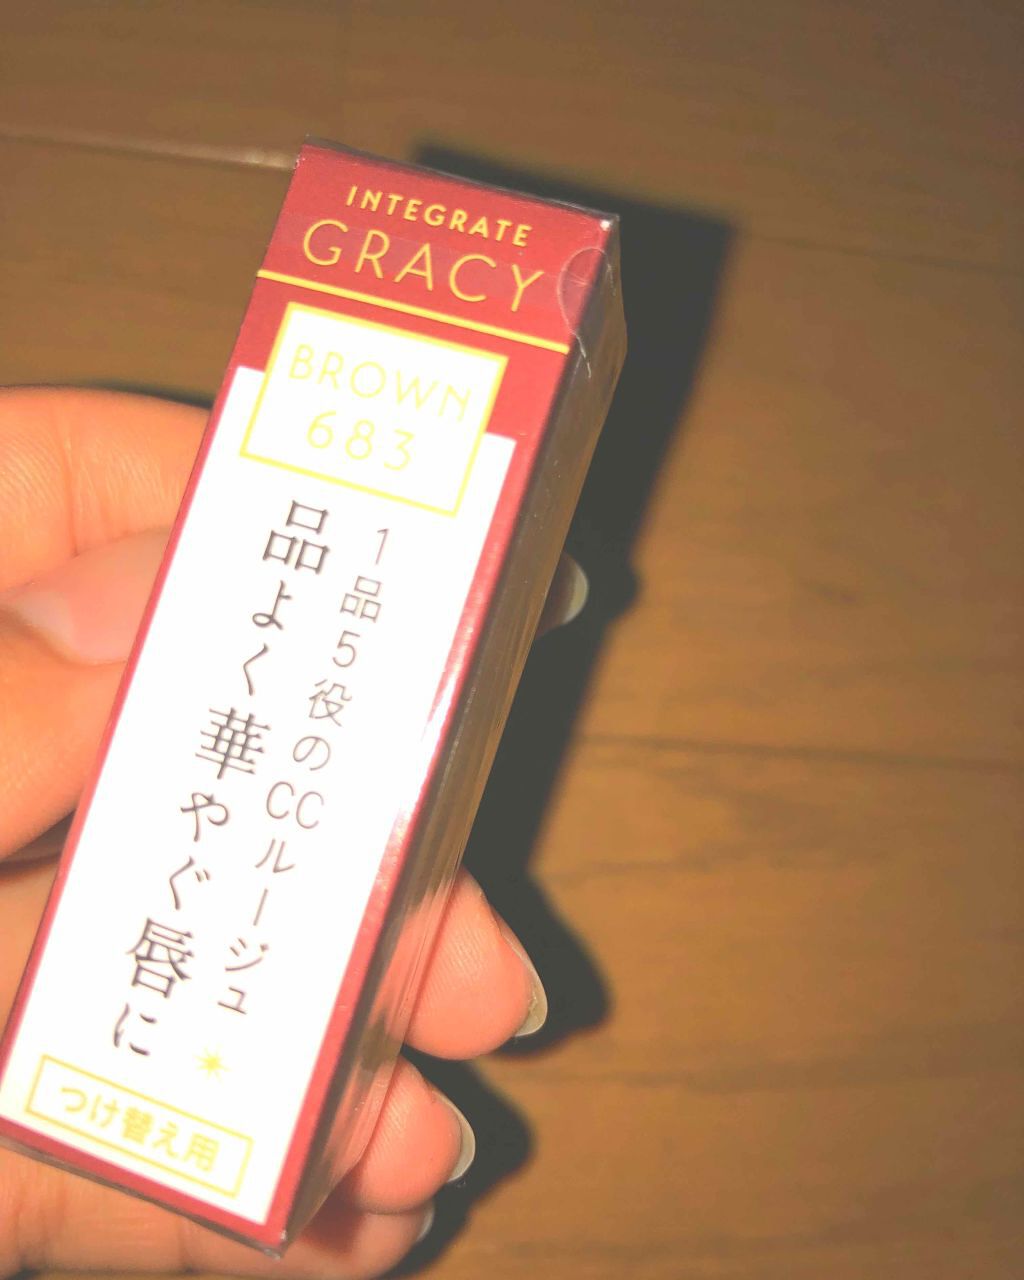 INTEGRATE
GRACY
BROWN
683
1品5役のCCルージュ
品よく華やぐ唇に
つけ替え用